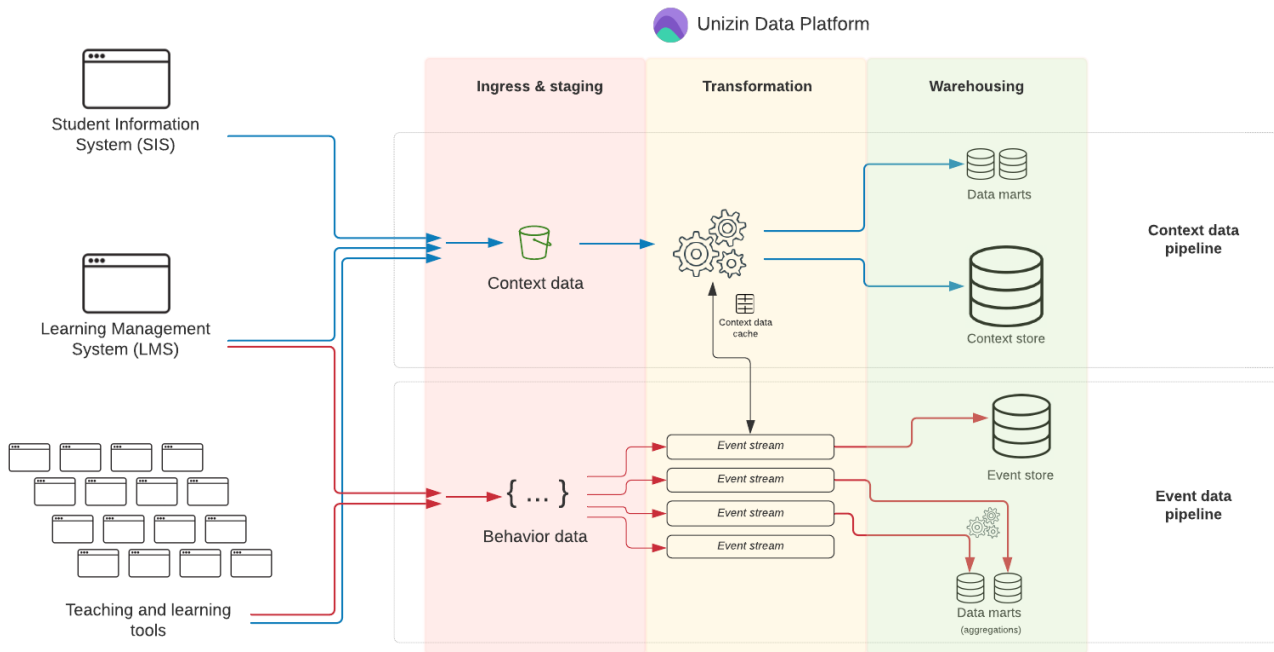 Unizin Data Platform
Ingress & staging
Transformation
Warehousing
Student Information
System (SIS)
Data marts
Context data
pipeline
Context data
Context data
cache
Context store
Learning Management
System (LMS)
Event stream
Event stream
Event stream
Event stream
{ ... }
Behavior data
Event store
Event data
pipeline
Data marts
(aggregations)
Teaching and learning
tools